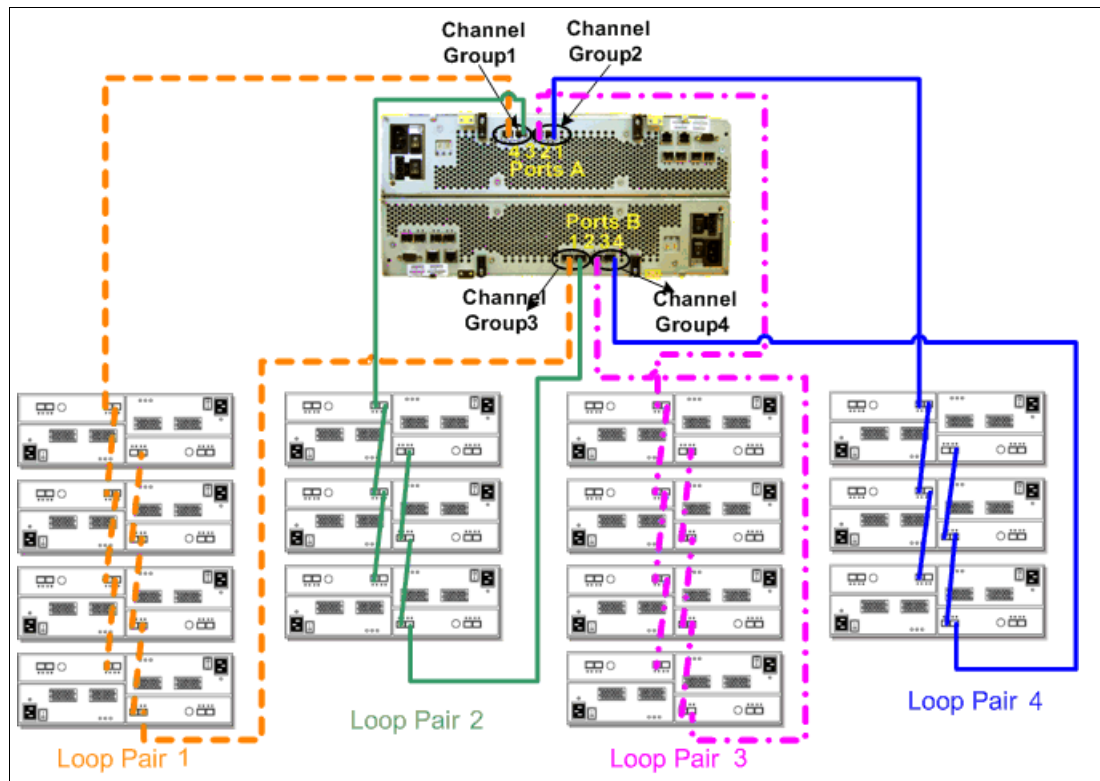 Channel
Group1
Channel
Group2
4 3 2 1
Ports A
Ports B
1 2 3 4
Channel
Group3
Channel
Group4
Loop Pair 1
Loop Pair 2
Loop Pair 3
Loop Pair 4